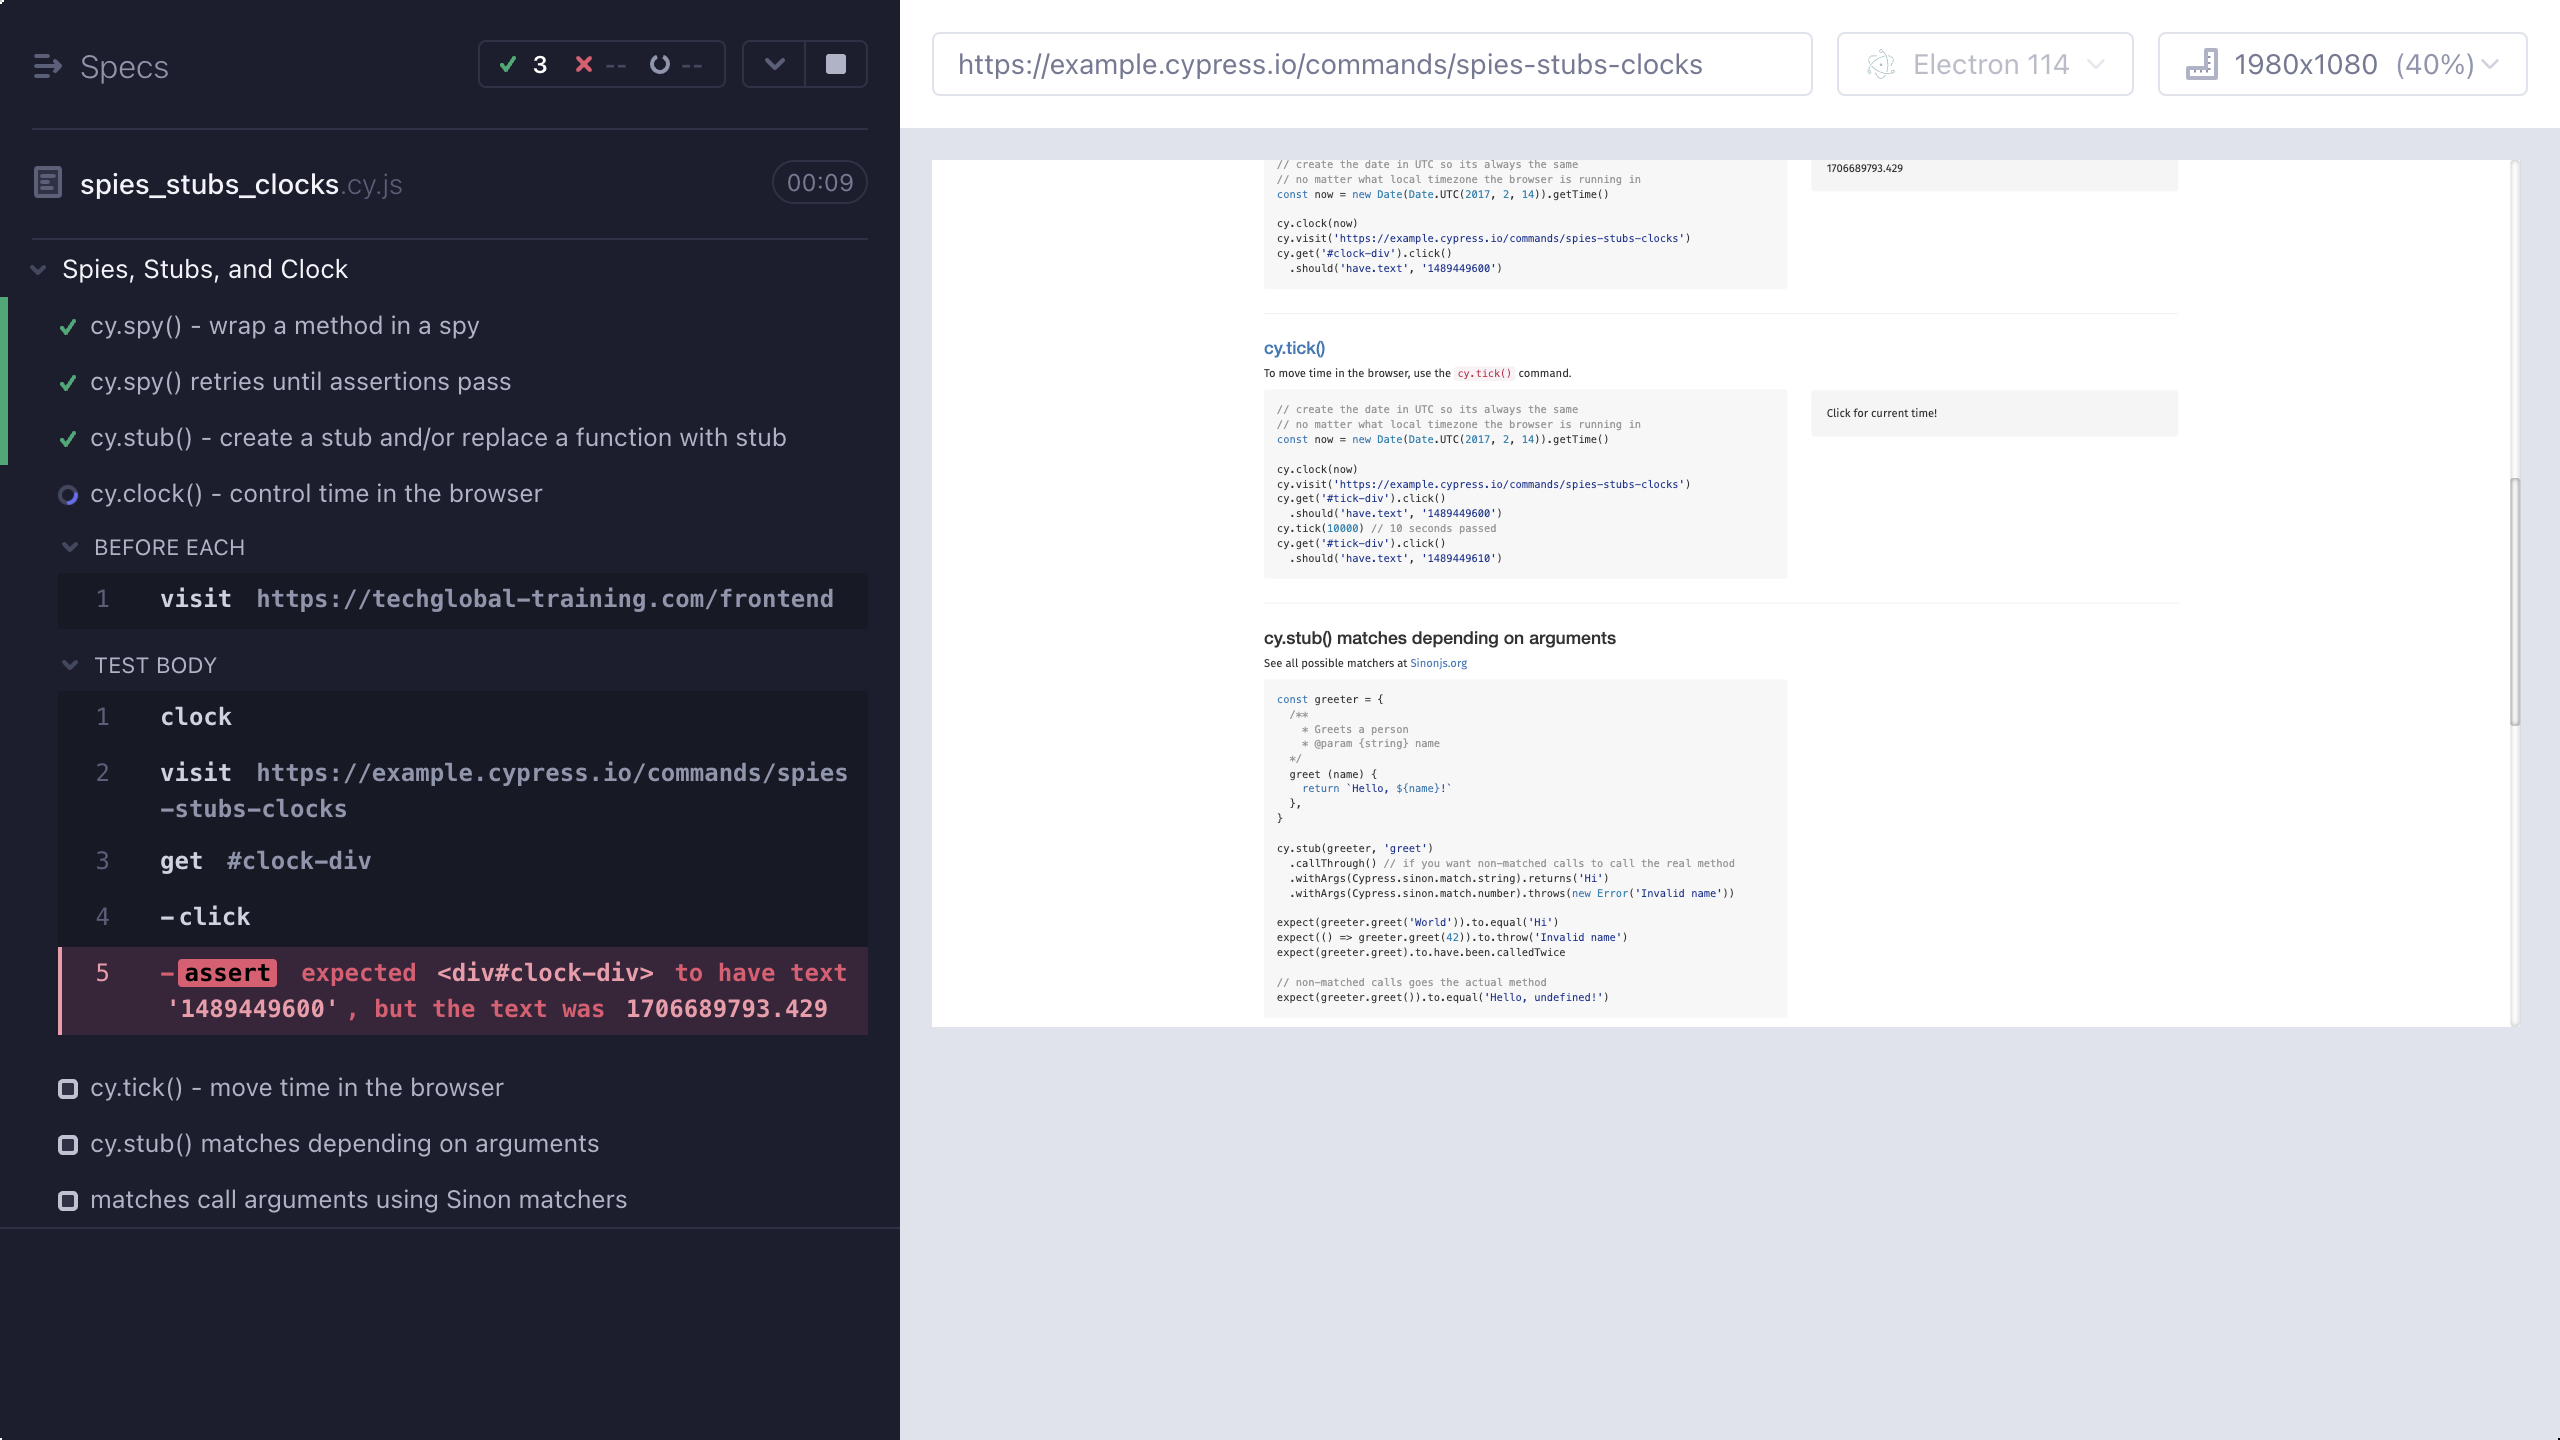 Specs
3 -- --
spies_stubs_clocks.cy.js 00:09
Spies, Stubs, and Clock
cy.spy() - wrap a method in a spy
cy.spy() retries until assertions pass
cy.stub() - create a stub and/or replace a function with stub
cy.clock() - control time in the browser
BEFORE EACH
1 visit https://techglobal-training.com/frontend
TEST BODY
1 clock
2 visit https://example.cypress.io/commands/spies
-stubs-clocks
3 get #clock-div
4 -click
5 -assert expected <div#clock-div> to have text
'1489449600', but the text was 1706689793.429
cy.tick() - move time in the browser
cy.stub() matches depending on arguments
matches call arguments using Sinon matchers
https://example.cypress.io/commands/spies-stubs-clocks
Electron 114
1980x1080 (40%)
// create the date in UTC so its always the same
// no matter what local timezone the browser is running in
const now = new Date(Date.UTC(2017, 2, 14)).getTime()
cy.clock(now)
cy.visit('https://example.cypress.io/commands/spies-stubs-clocks')
cy.get('#clock-div').click()
.should('have.text', '1489449600')
1706689793.429
cy.tick()
To move time in the browser, use the cy.tick() command.
// create the date in UTC so its always the same
// no matter what local timezone the browser is running in
const now = new Date(Date.UTC(2017, 2, 14)).getTime()
cy.clock(now)
cy.visit('https://example.cypress.io/commands/spies-stubs-clocks')
cy.get('#tick-div').click()
.should('have.text', '1489449600')
cy.tick(10000) // 10 seconds passed
cy.get('#tick-div').click()
.should('have.text', '1489449610')
Click for current time!
cy.stub() matches depending on arguments
See all possible matchers at Sinonjs.org
const greeter = {
/**
* Greets a person
* @param {string} name
*/
greet (name) {
return `Hello, ${name}!`
},
}
cy.stub(greeter, 'greet')
.callThrough() // if you want non-matched calls to call the real method
.withArgs(Cypress.sinon.match.string).returns('Hi')
.withArgs(Cypress.sinon.match.number).throws(new Error('Invalid name'))
expect(greeter.greet('World')).to.equal('Hi')
expect(() => greeter.greet(42)).to.throw('Invalid name')
expect(greeter.greet).to.have.been.calledTwice
// non-matched calls goes the actual method
expect(greeter.greet()).to.equal('Hello, undefined!')